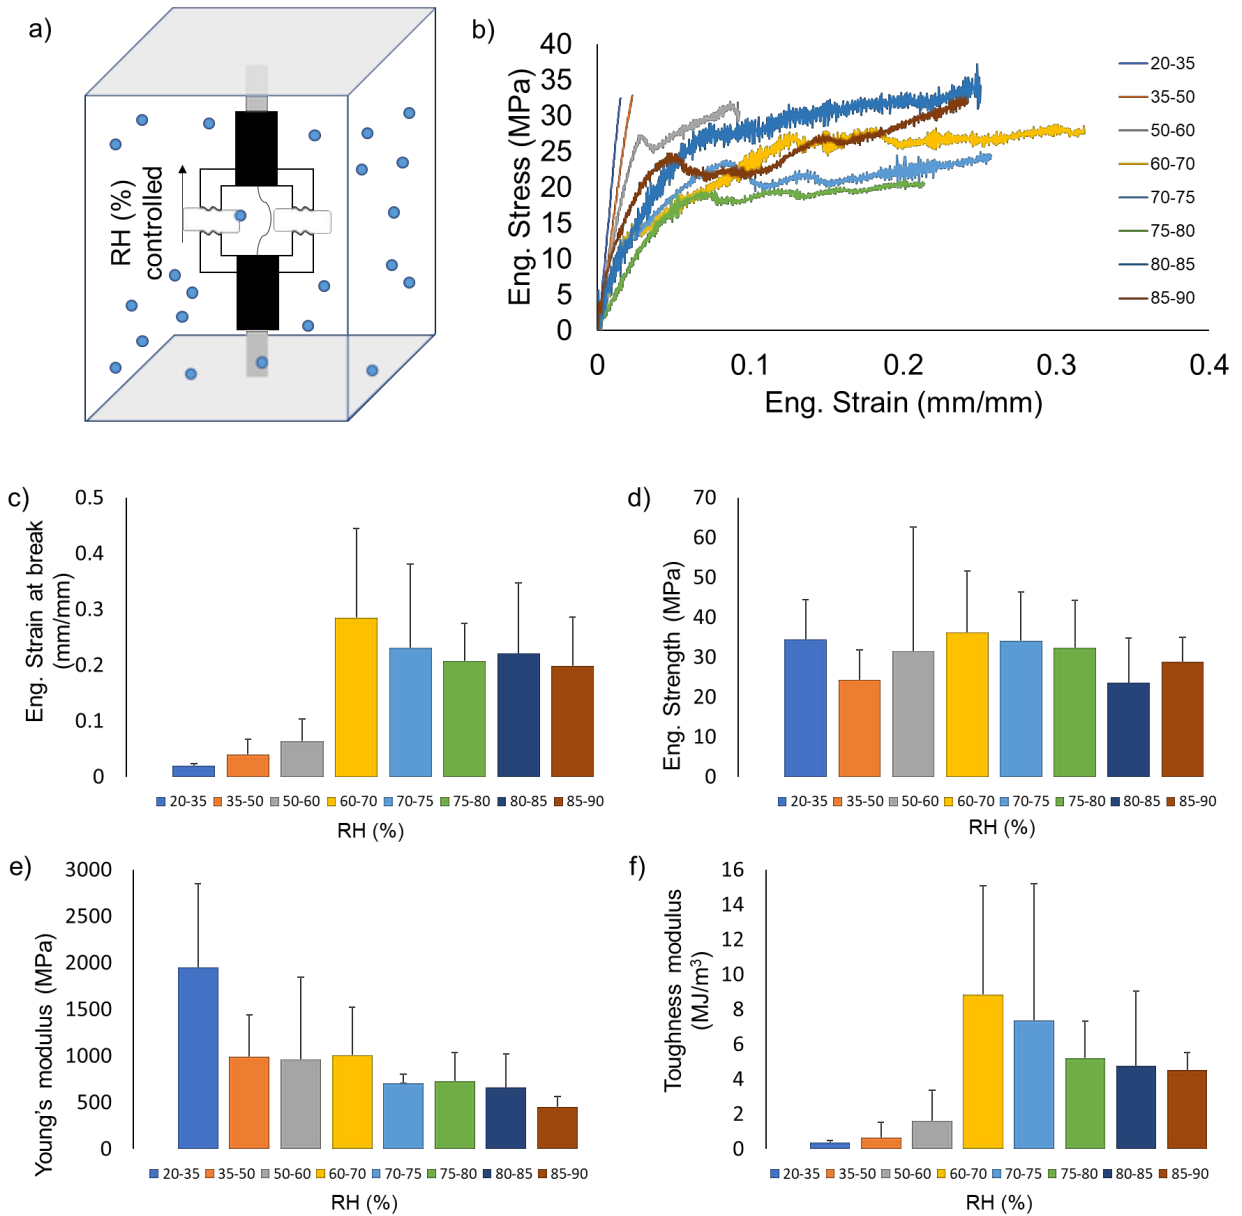 a)
RH (%)
controlled
b)
Eng. Stress (MPa)
40
35
30
25
20
15
10
5
0
0
0.1
0.2
0.3
0.4
Eng. Strain (mm/mm)
20-35
35-50
50-60
60-70
70-75
75-80
80-85
85-90
c)
Eng. Strain at break
(mm/mm)
0.5
0.4
0.3
0.2
0.1
0
20-35 35-50 50-60 60-70 70-75 75-80 80-85 85-90
RH (%)
d)
Eng. Strength (MPa)
70
60
50
40
30
20
10
0
20-35 35-50 50-60 60-70 70-75 75-80 80-85 85-90
RH (%)
e)
Young's modulus (MPa)
3000
2500
2000
1500
1000
500
0
20-35 35-50 50-60 60-70 70-75 75-80 80-85 85-90
RH (%)
f)
Toughness modulus
(MJ/m³)
16
14
12
10
8
6
4
2
0
20-35 35-50 50-60 60-70 70-75 75-80 80-85 85-90
RH (%)